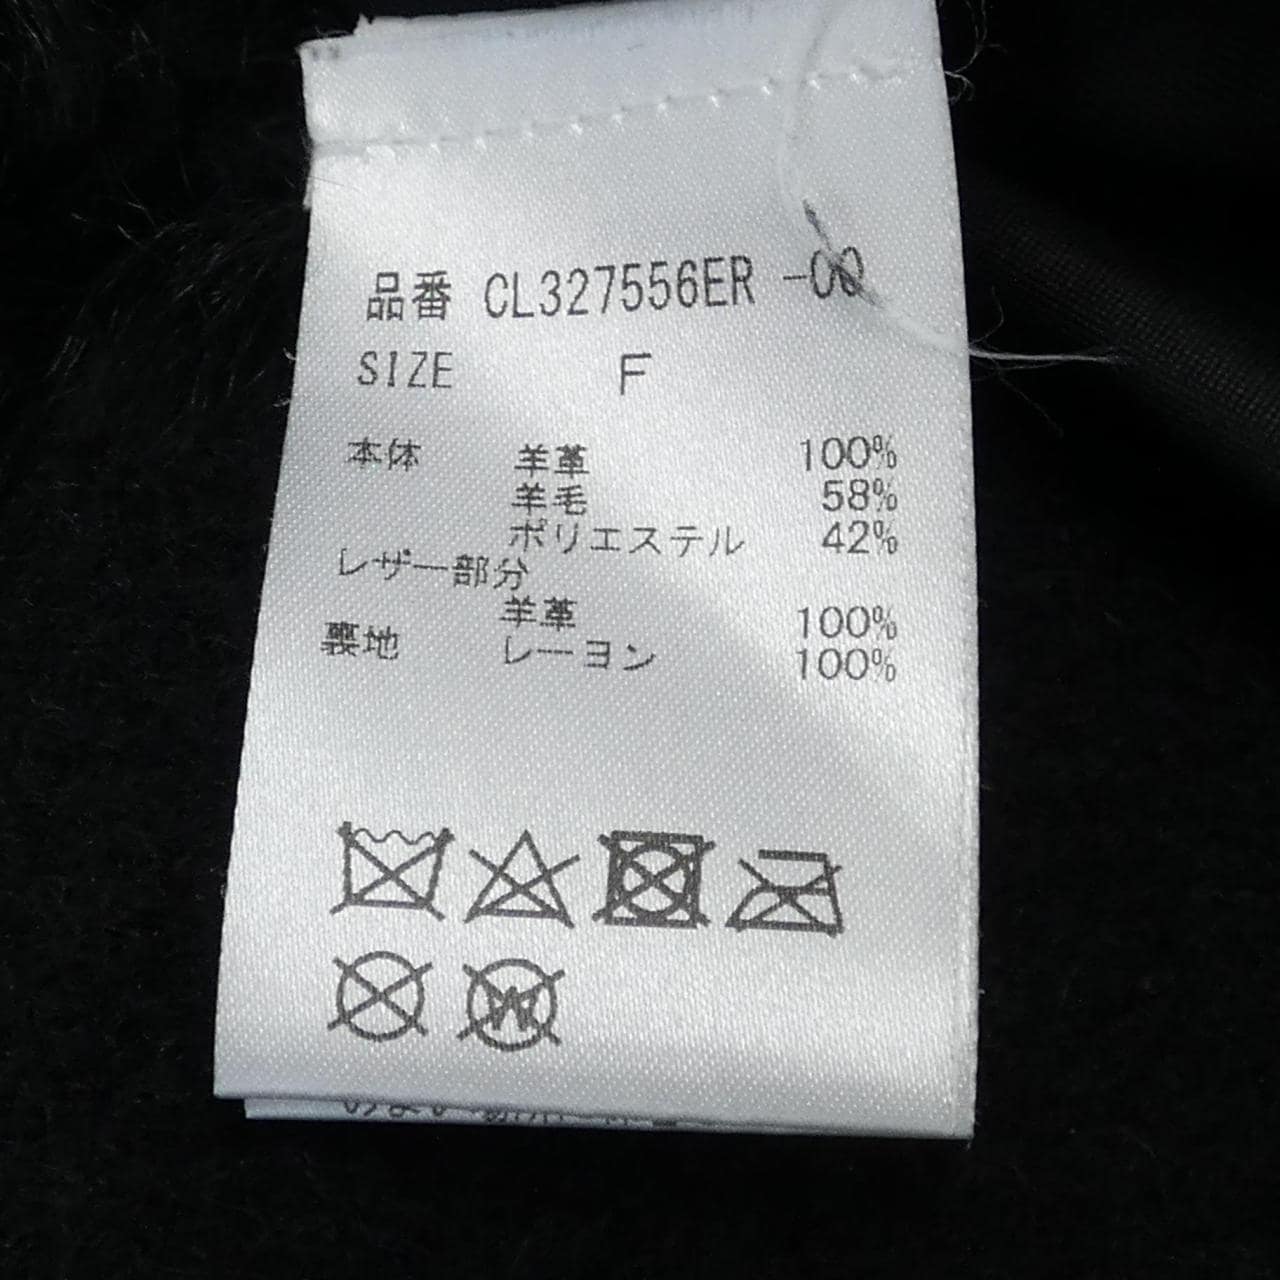 品番 CL327556ER -00
SIZE F
本体 羊革 100%
羊毛 58%
ポリエステル 42%
レザー部分
羊革 100%
裏地 レーヨン 100%
W